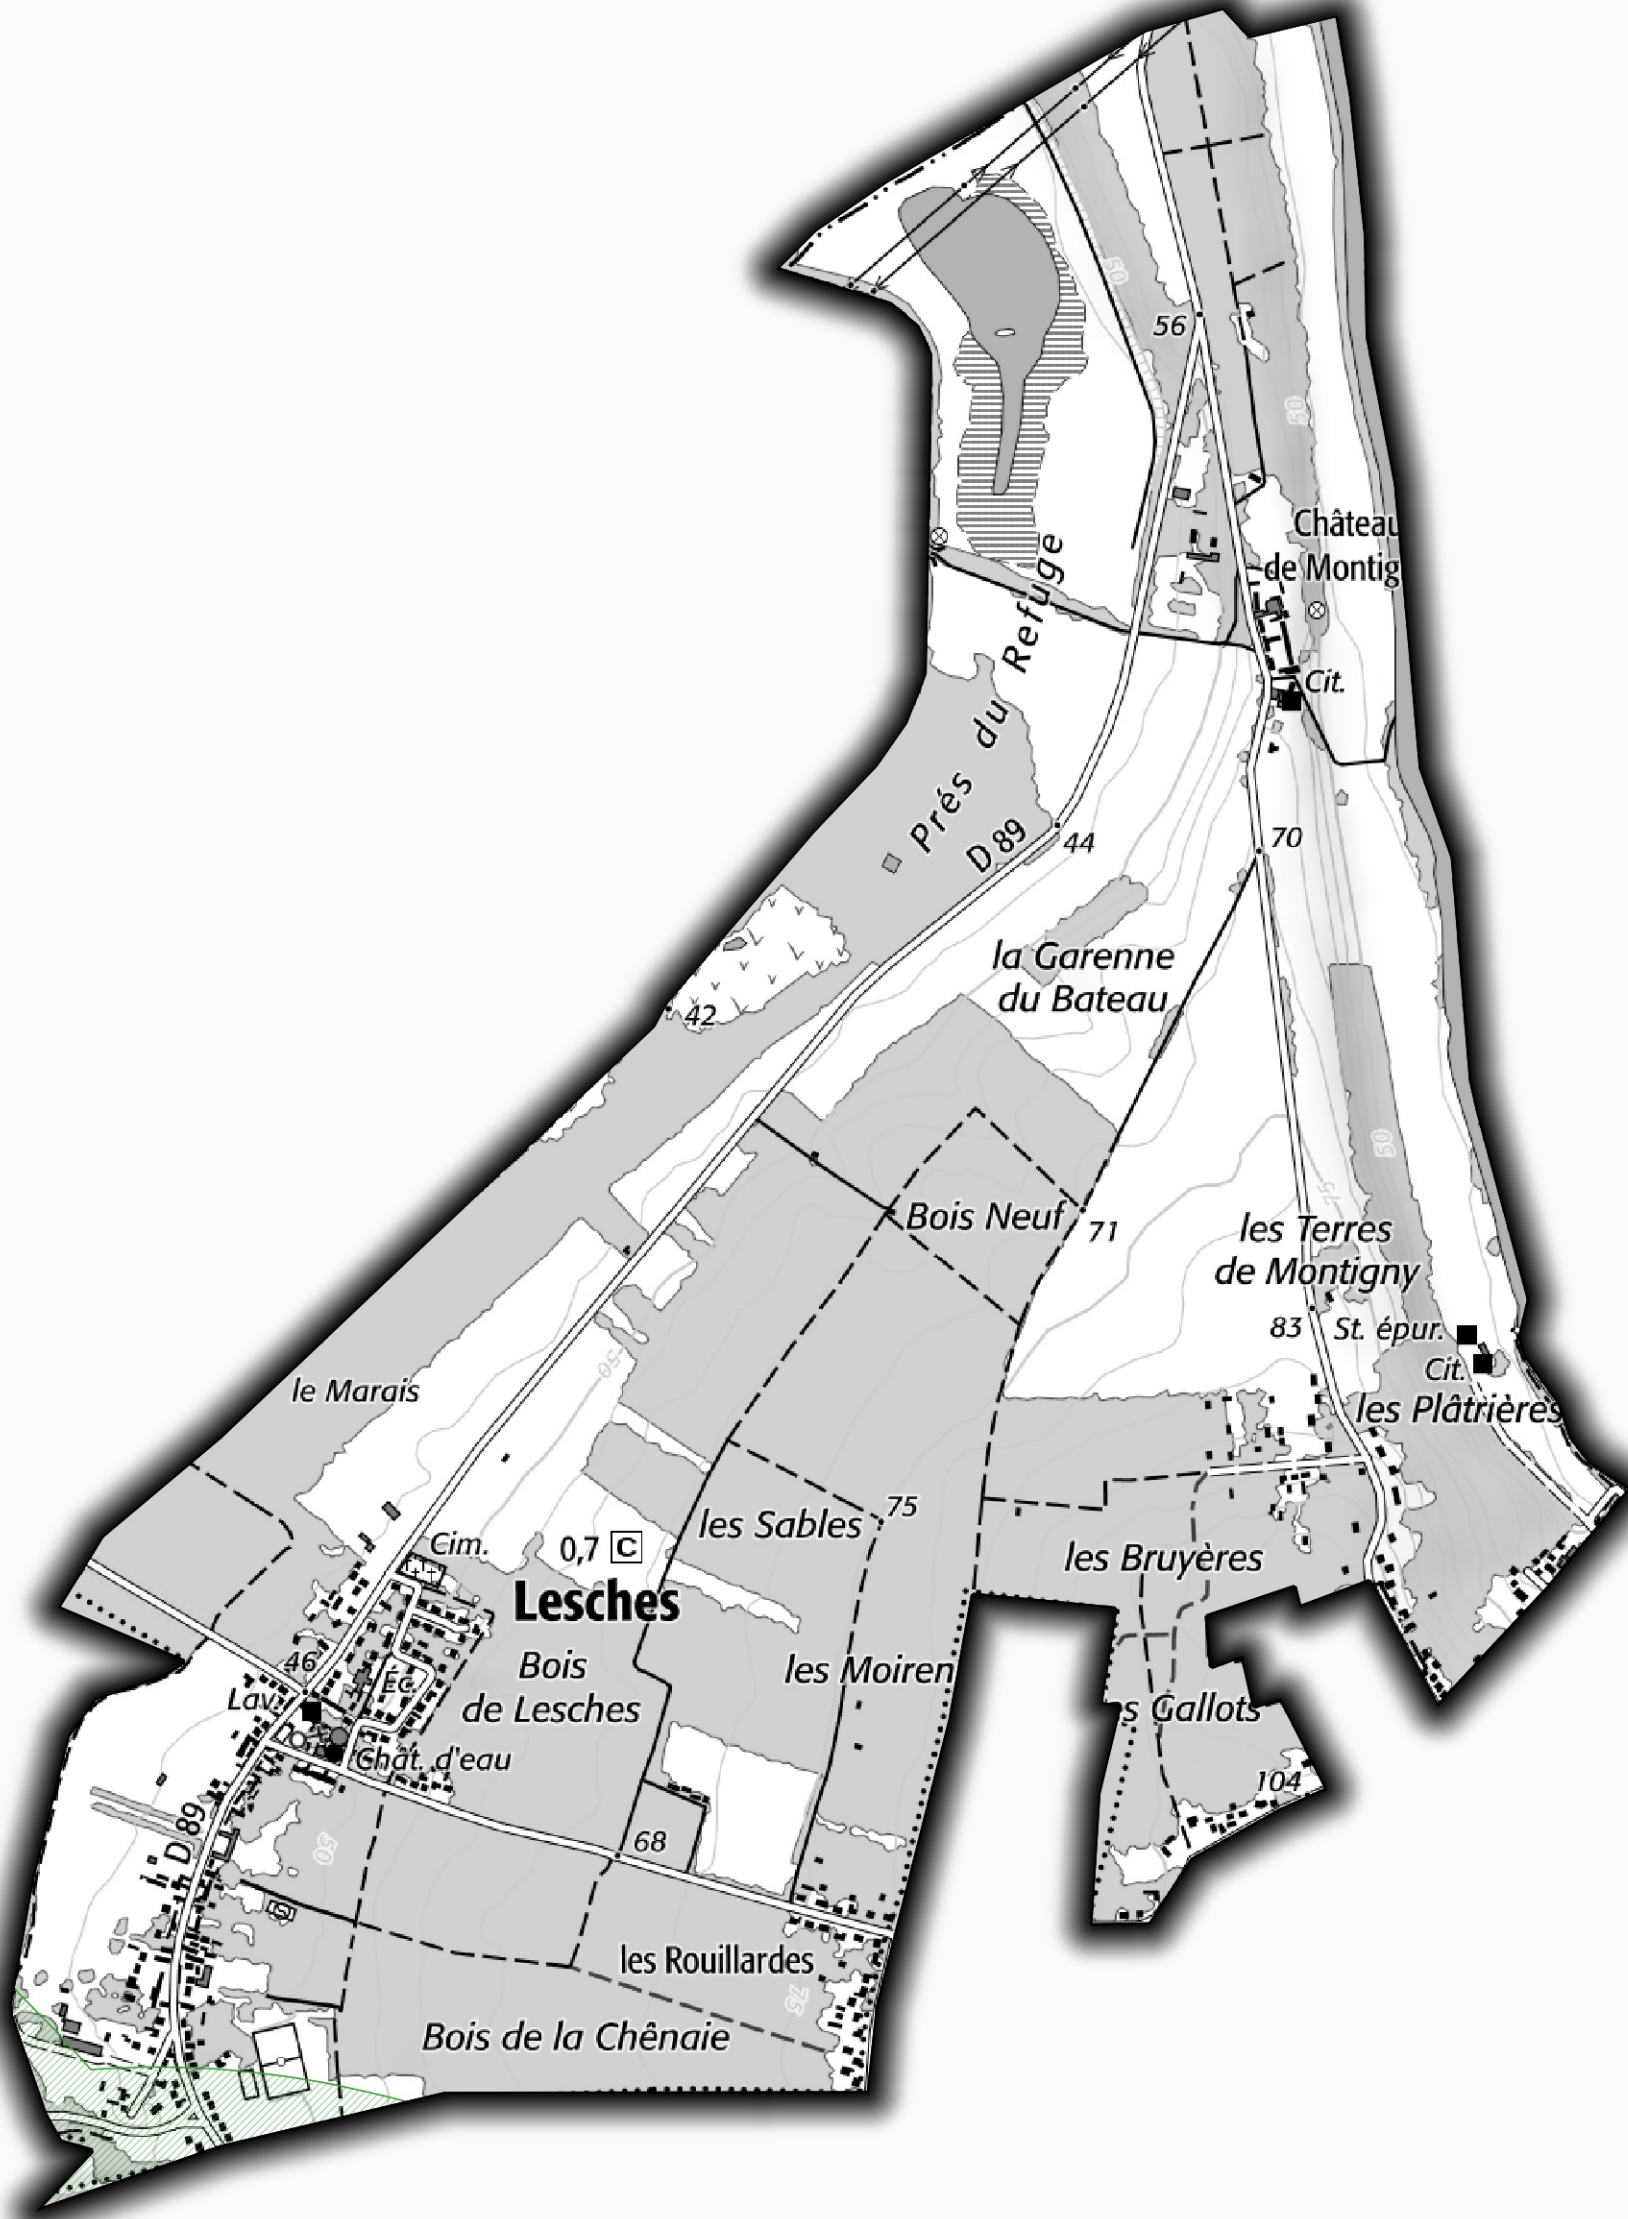 50
56
50
Château
de Montig
Refuge
du
Prés
Cit.
D 89
44
70
la Garenne
du Bateau
42
50
75
Bois Neuf
71
les Terres
de Montigny
83
St. épur.
Cit.
les Plâtrières
50
le Marais
75
les Sables
Cim.
0,7 C
les Bruyères
Lesches
46
Éc.
Bois
de Lesches
les Moiren
Lav.
s Gallots
Chât. d'eau
104
D 89
68
50
les Rouillardes
75
Bois de la Chênaie